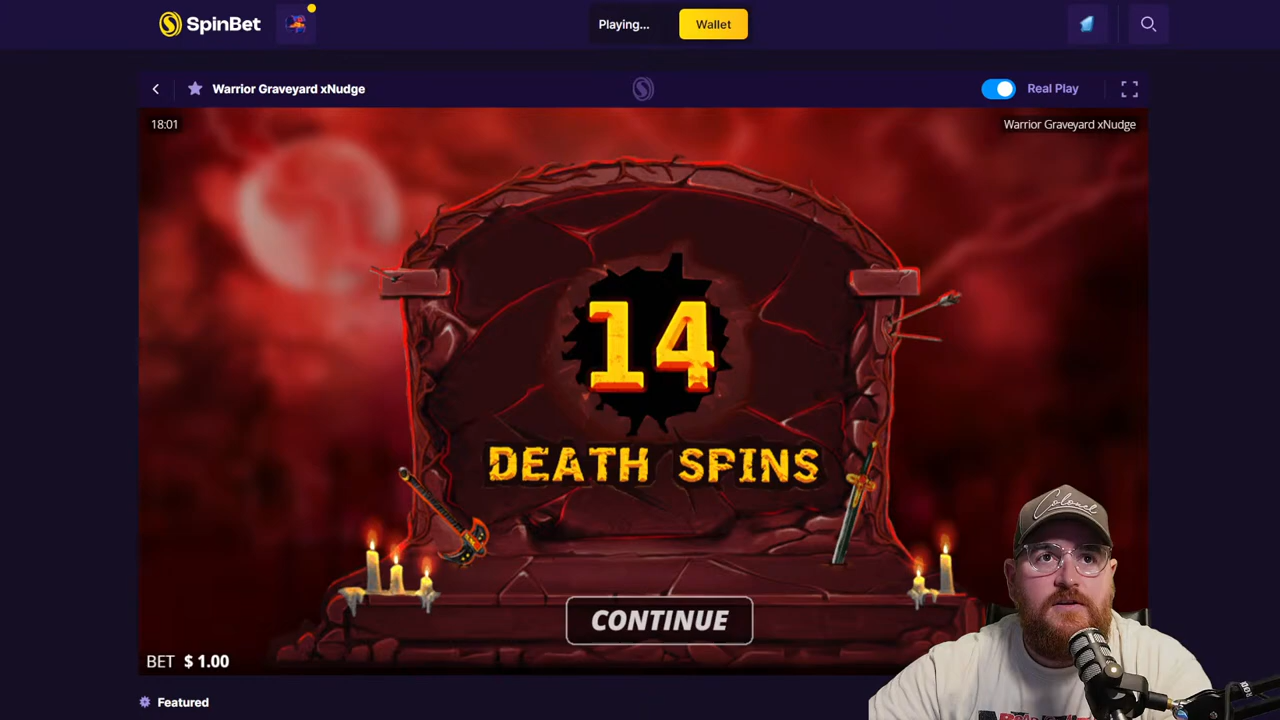 SpinBet
Playing...
Wallet
Warrior Graveyard xNudge
Real Play
18:01
Warrior Graveyard xNudge
14
DEATH SPINS
CONTINUE
BET $ 1.00
Featured
Colonel